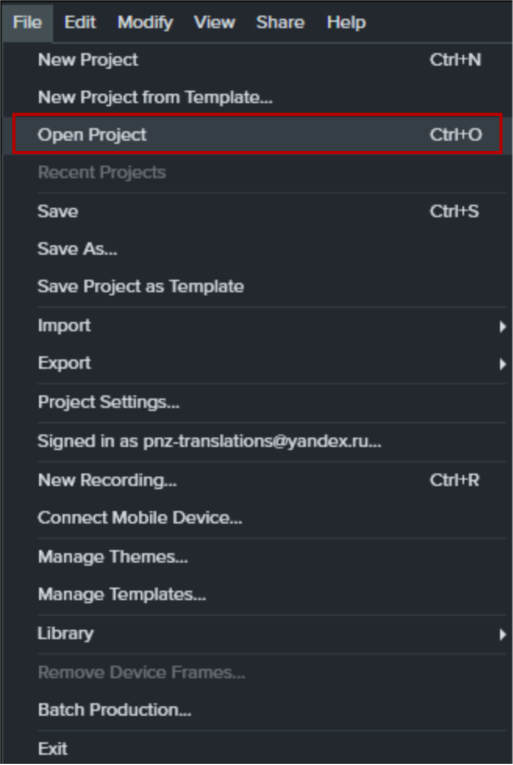 File Edit Modify View Share Help
New Project Ctrl+N
New Project from Template...
Open Project Ctrl+O
Recent Projects
Save Ctrl+S
Save As...
Save Project as Template
Import
Export
Project Settings...
Signed in as pnz-translations@yandex.ru...
New Recording... Ctrl+R
Connect Mobile Device...
Manage Themes...
Manage Templates...
Library
Remove Device Frames...
Batch Production...
Exit